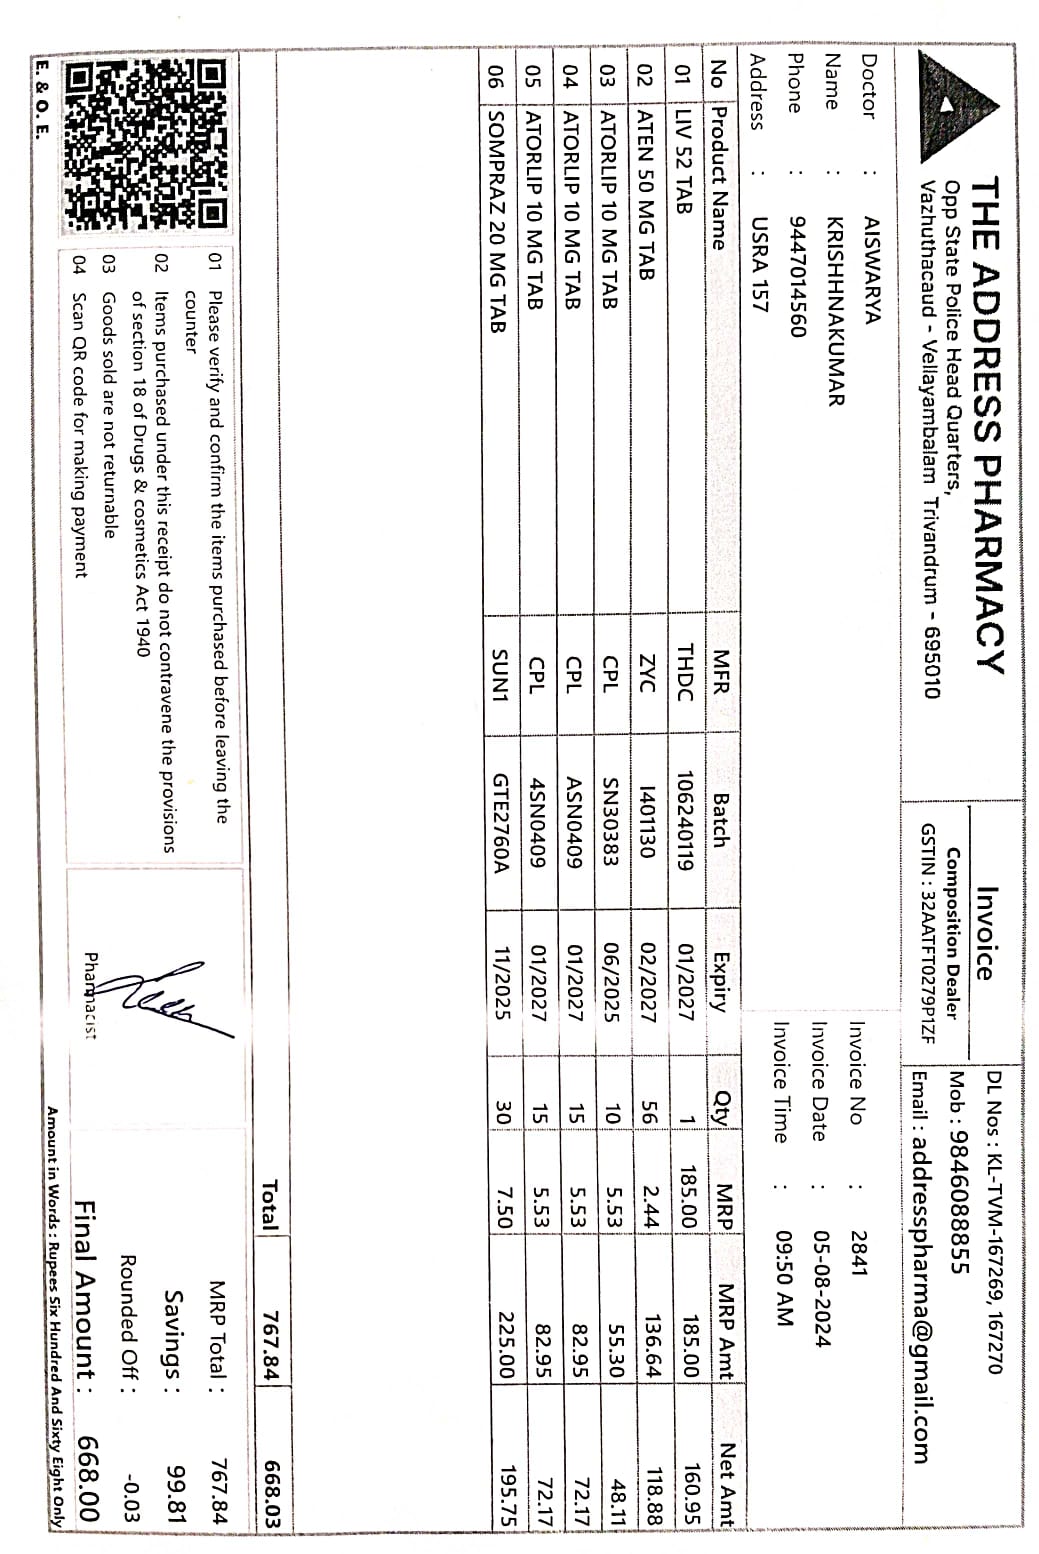 THE ADDRESS PHARMACY
Opp State Police Head Quarters,
Vazhuthacaud - Vellayambalam Trivandrum - 695010
Invoice
Composition Dealer
GSTIN : 32AATFT0279P1ZF
DL Nos : KL-TVM-167269, 167270
Mob : 9846088855
Email : addresspharma@gmail.com
Doctor : AISWARYA
Name : KRISHHNAKUMAR
Phone : 9447014560
Address : USRA 157
Invoice No : 2841
Invoice Date : 05-08-2024
Invoice Time : 09:50 AM
No Product Name MFR Batch Expiry Qty MRP MRP Amt Net Amt
01 LIV 52 TAB THDC 106240119 01/2027 1 185.00 185.00 160.95
02 ATEN 50 MG TAB ZYC I401130 02/2027 56 2.44 136.64 118.88
03 ATORLIP 10 MG TAB CPL SN30383 06/2025 10 5.53 55.30 48.11
04 ATORLIP 10 MG TAB CPL ASN0409 01/2027 15 5.53 82.95 72.17
05 ATORLIP 10 MG TAB CPL 4SN0409 01/2027 15 5.53 82.95 72.17
06 SOMPRAZ 20 MG TAB SUN1 GTE2760A 11/2025 30 7.50 225.00 195.75
Total 767.84 668.03
01 Please verify and confirm the items purchased before leaving the
counter
02 Items purchased under this receipt do not contravene the provisions
of section 18 of Drugs & cosmetics Act 1940
03 Goods sold are not returnable
04 Scan QR code for making payment
E. & O. E.
Pharmacist
MRP Total : 767.84
Savings : 99.81
Rounded Off : -0.03
Final Amount : 668.00
Amount in Words : Rupees Six Hundred And Sixty Eight Only